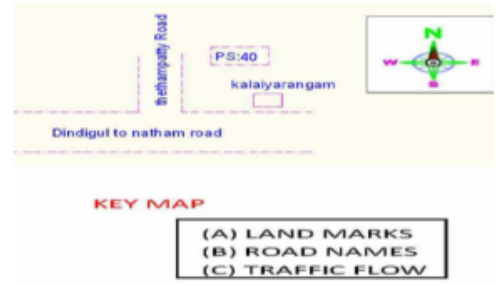 thethampatty Road
PS:40
kalaiyarangam
Dindigul to natham road
N
W
E
S
KEY MAP
(A) LAND MARKS
(B) ROAD NAMES
(C) TRAFFIC FLOW